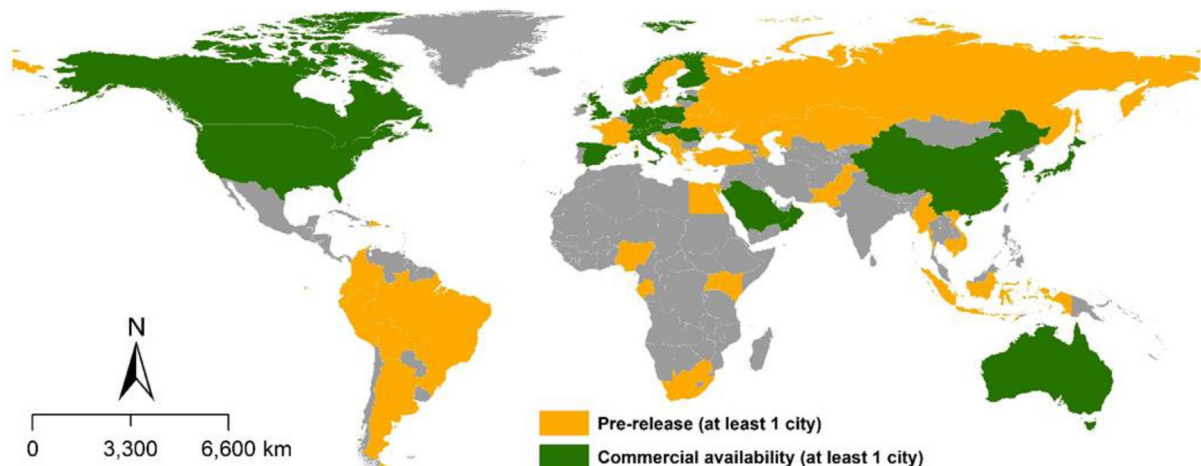 N
0 3,300 6,600 km
Pre-release (at least 1 city)
Commercial availability (at least 1 city)